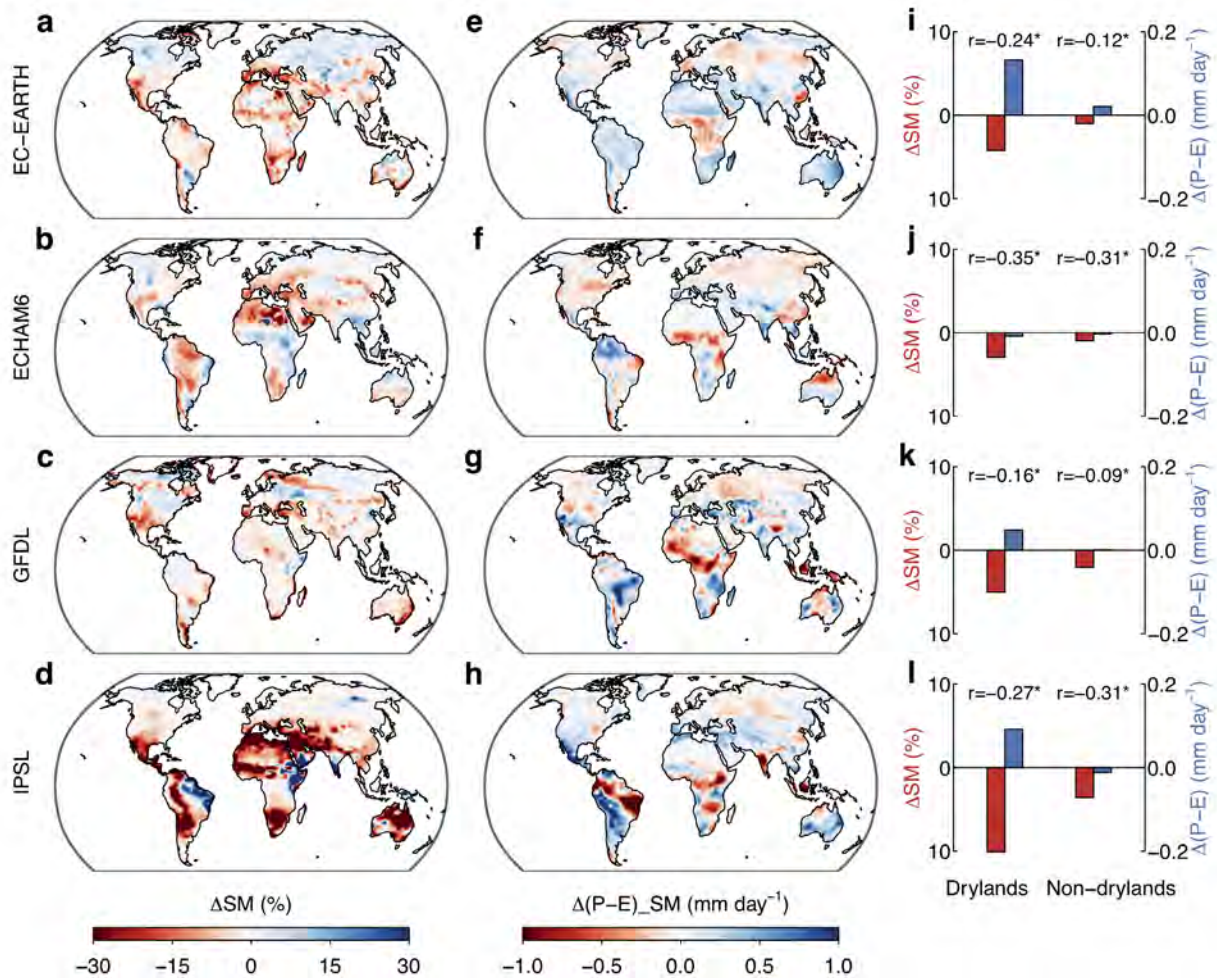 a
e
i
EC−EARTH
10
0
10
ΔSM (%)
r=−0.24*
r=−0.12*
0.2
0.0
−0.2
Δ(P−E) (mm day⁻¹)
b
f
j
ECHAM6
10
0
10
ΔSM (%)
r=−0.35*
r=−0.31*
0.2
0.0
−0.2
Δ(P−E) (mm day⁻¹)
c
g
k
GFDL
10
0
10
ΔSM (%)
r=−0.16*
r=−0.09*
0.2
0.0
−0.2
Δ(P−E) (mm day⁻¹)
d
h
l
IPSL
10
0
10
ΔSM (%)
r=−0.27*
r=−0.31*
0.2
0.0
−0.2
Δ(P−E) (mm day⁻¹)
Drylands Non−drylands
ΔSM (%)
−30 −15 0 15 30
Δ(P−E)_SM (mm day⁻¹)
−1.0 −0.5 0.0 0.5 1.0